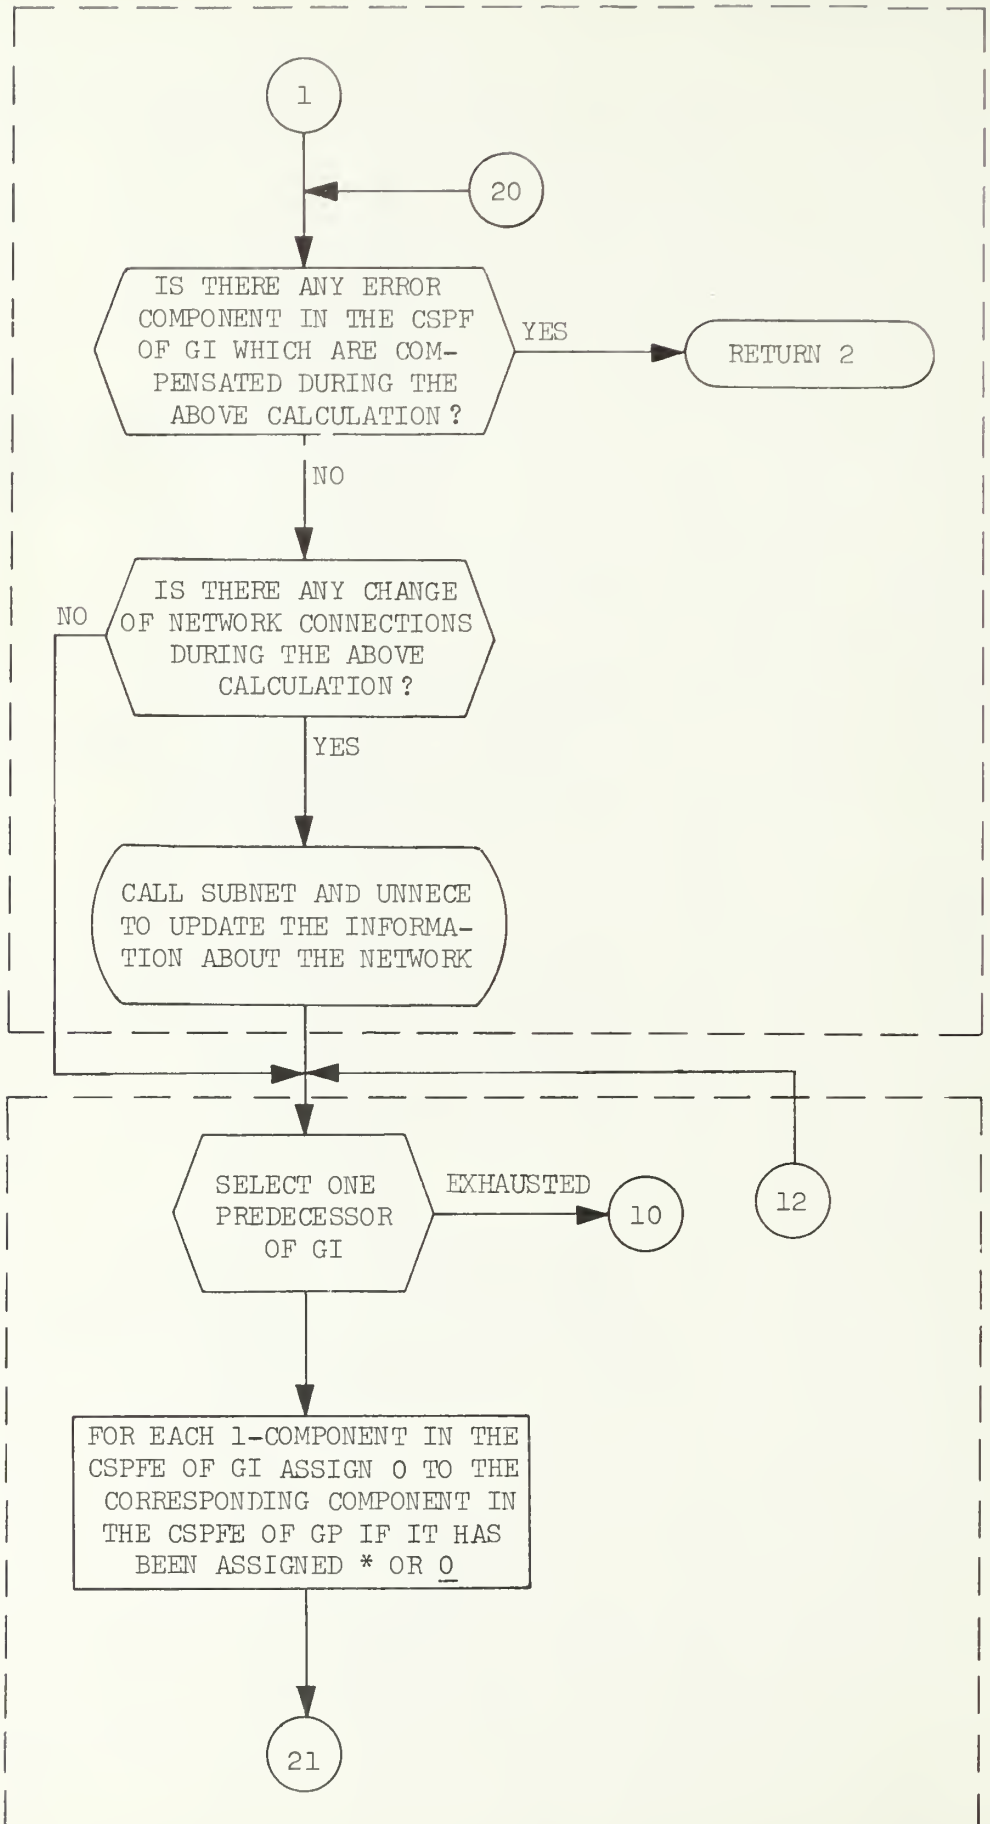 1
20
IS THERE ANY ERROR
COMPONENT IN THE CSPF
OF GI WHICH ARE COM-
PENSATED DURING THE
ABOVE CALCULATION?
YES
RETURN 2
NO
IS THERE ANY CHANGE
OF NETWORK CONNECTIONS
DURING THE ABOVE
CALCULATION?
NO
YES
CALL SUBNET AND UNNECE
TO UPDATE THE INFORMA-
TION ABOUT THE NETWORK
SELECT ONE
PREDECESSOR
OF GI
EXHAUSTED
10
12
FOR EACH 1-COMPONENT IN THE
CSPFE OF GI ASSIGN 0 TO THE
CORRESPONDING COMPONENT IN
THE CSPFE OF GP IF IT HAS
BEEN ASSIGNED * OR 0
21